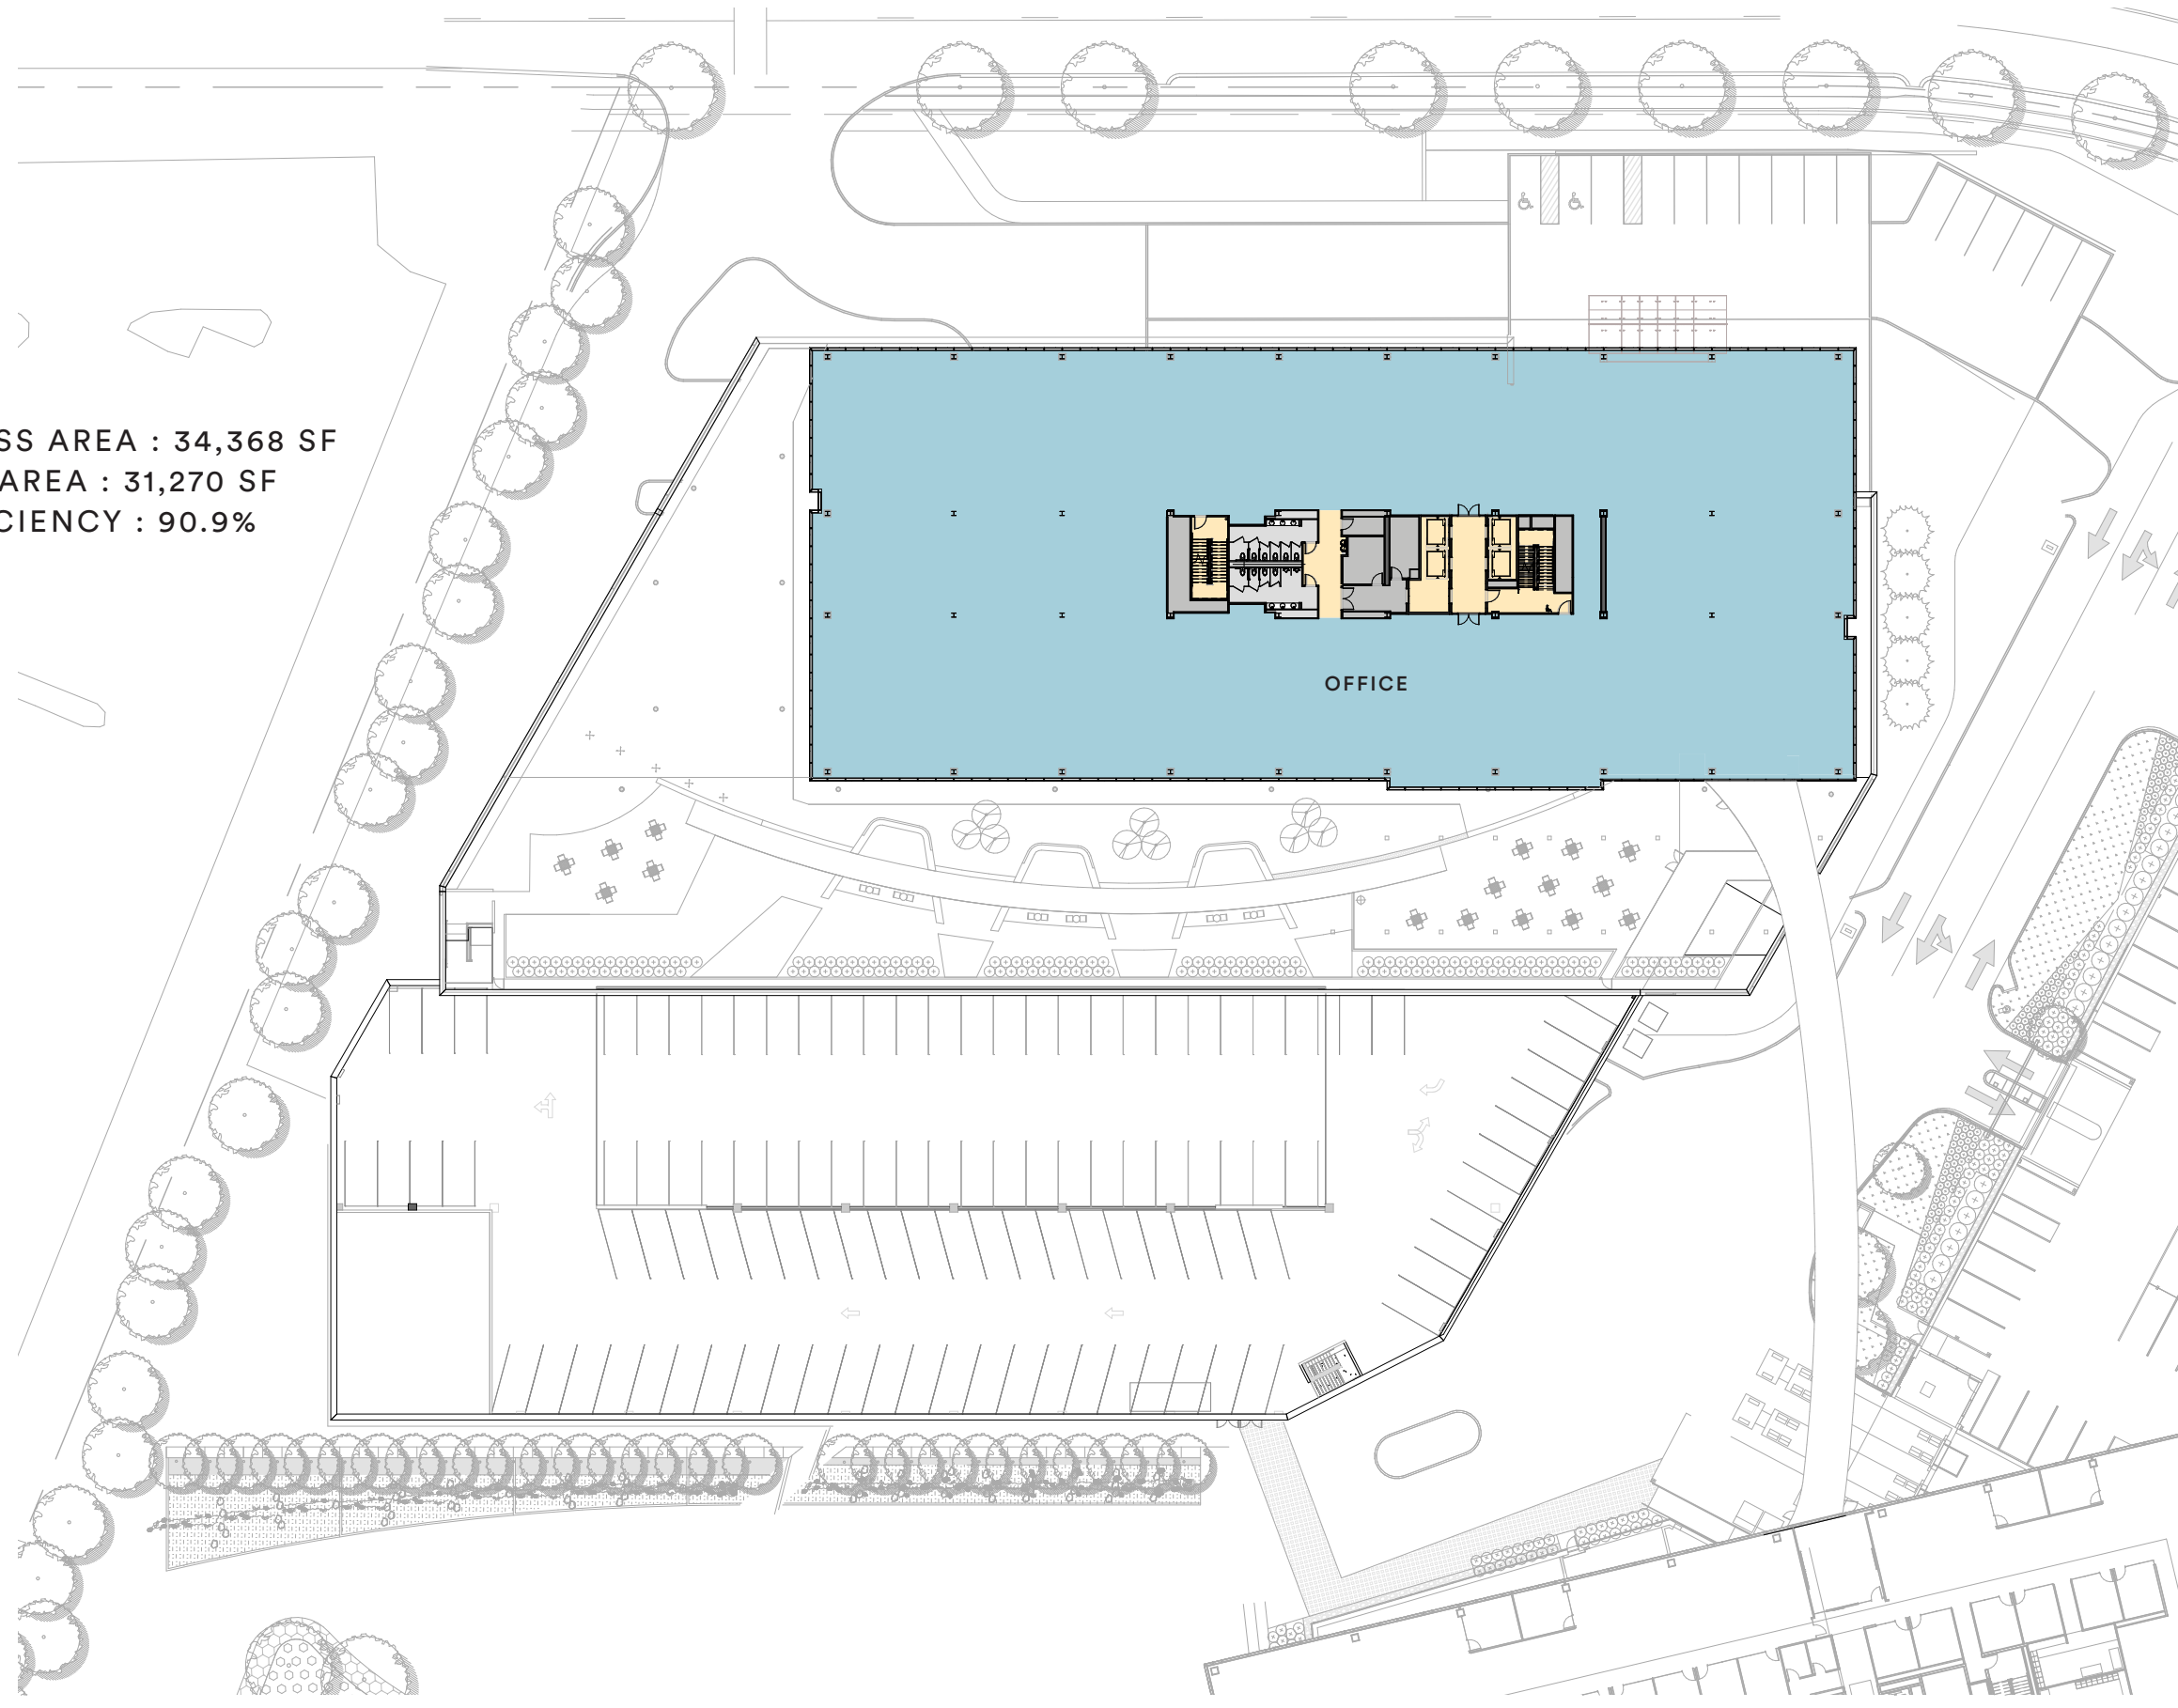 SS AREA : 34,368 SF
AREA : 31,270 SF
CIENCY : 90.9%
OFFICE